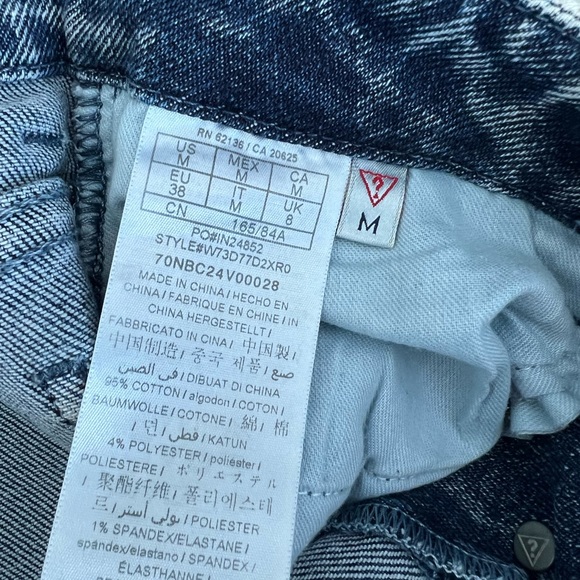 RN 62136 / CA 20625
US MEX CA
M M M
EU IT UK
36 M 8
CN 165/84A
PO#IN24852
STYLE#W73D77D2XR0
70NBC24V00028
MADE IN CHINA / HECHO EN
CHINA / FABRIQUE EN CHINE / IN
CHINA HERGESTELLT /
FABBRICATO IN CINA / 中国製 /
中国制造 / 중국 제품 / صنع
في الصين / DIBUAT DI CHINA
95% COTTON / algodon / COTON /
BAUMWOLLE / COTONE / 綿 / 棉
/ 면 / قطن / KATUN
4% POLYESTER / poliéster /
POLIESTERE / ポリエステル
/ 聚酯纤维 / 폴리에스테
르 / بولي استر
1% SPANDEX / ELASTANE /
spandex/elastano / SPANDEX/
ÉLASTHANNE /
?
M